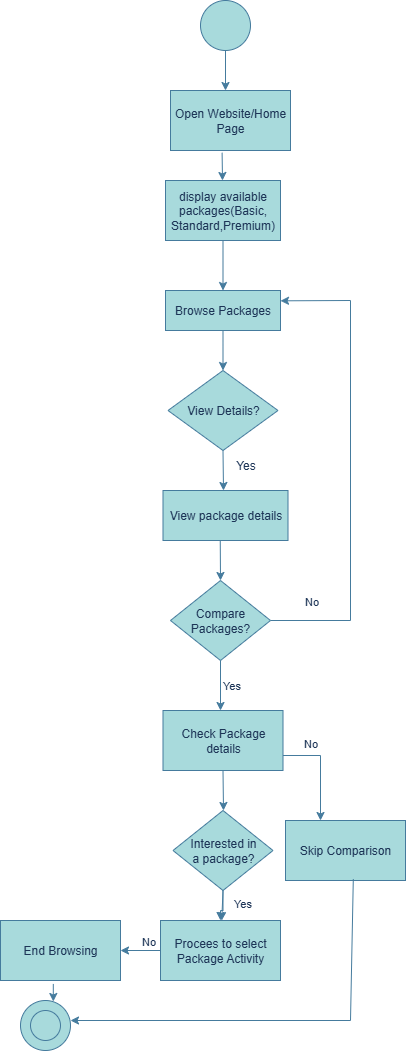 Open Website/Home
Page
display available
packages(Basic,
Standard,Premium)
Browse Packages
View Details?
Yes
View package details
Compare
Packages?
No
Yes
Check Package
details
No
Interested in
a package?
Skip Comparison
Yes
Procees to select
Package Activity
No
End Browsing